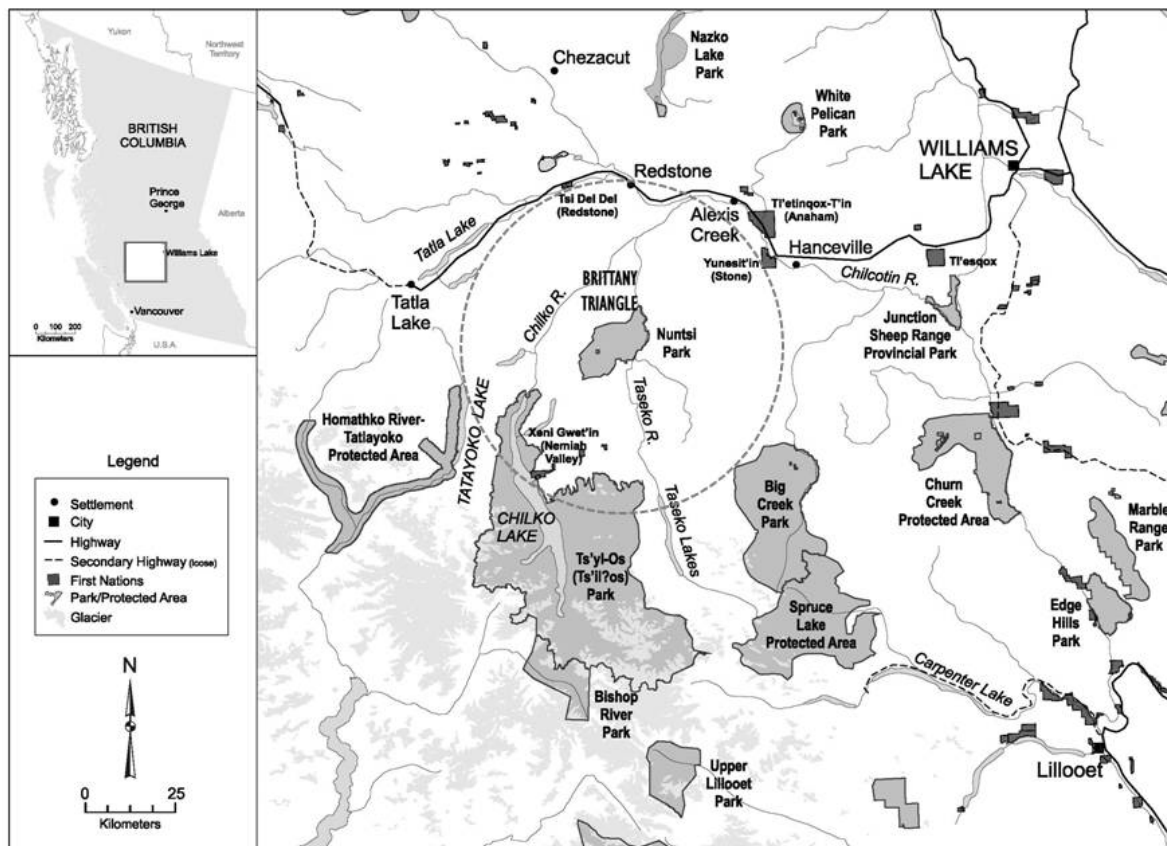 Yukon
Northwest
Territory
BRITISH
COLUMBIA
Prince
George
Alberta
Williams Lake
Vancouver
0 100 200
Kilometers
U.S.A.
Legend
Settlement
City
Highway
Secondary Highway (loose)
First Nations
Park/Protected Area
Glacier
N
0 25
Kilometers
Chezacut
Nazko
Lake
Park
White
Pelican
Park
WILLIAMS
LAKE
Redstone
Tsi Del Del
(Redstone)
Tatla Lake
Alexis
Creek
Tl'etinqox-T'in
(Anaham)
Hanceville
Yunesit'in
(Stone)
Tl'esqox
Chilcotin R.
Tatla
Lake
BRITTANY
TRIANGLE
Chilko R.
Nuntsi
Park
Junction
Sheep Range
Provincial Park
Taseko R.
Homathko River-
Tatlayoko
Protected Area
TATAYOKO LAKE
Xeni Gwet'in
(Nemiah
Valley)
CHILKO
LAKE
Taseko Lakes
Big
Creek
Park
Churn
Creek
Protected Area
Marble
Range
Park
Ts'yl-Os
(Ts'il?os)
Park
Spruce
Lake
Protected Area
Edge
Hills
Park
Bishop
River
Park
Carpenter Lake
Upper
Lillooet
Park
Lillooet